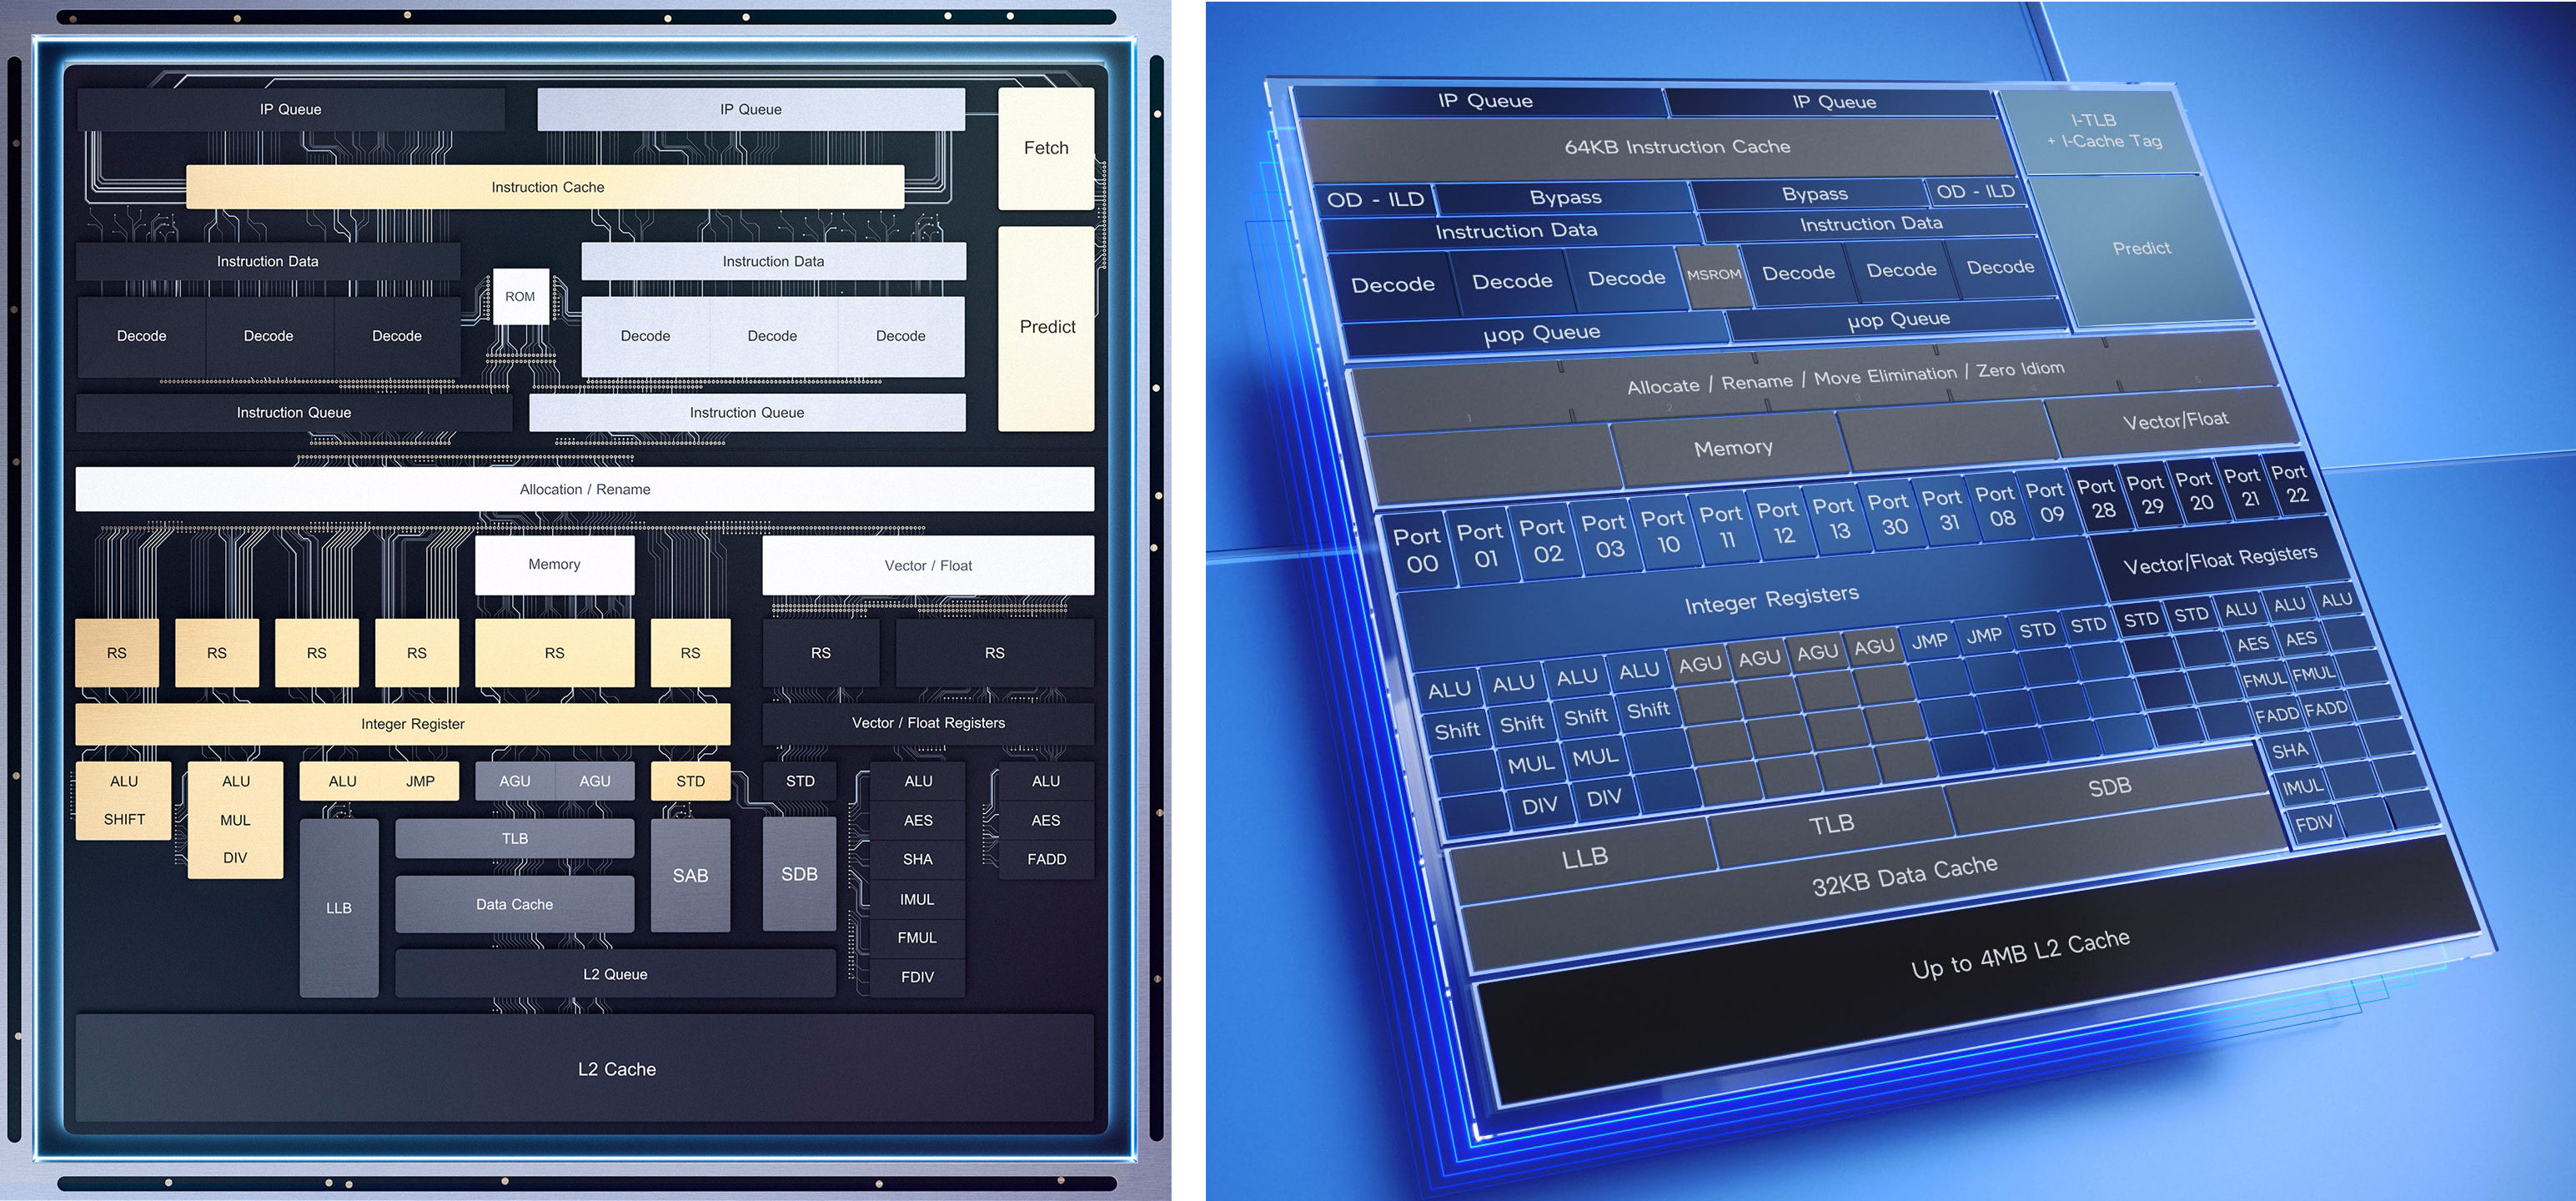 IP Queue
IP Queue
Fetch
Instruction Cache
Instruction Data
Instruction Data
ROM
Predict
Decode
Decode
Decode
Decode
Decode
Decode
Instruction Queue
Instruction Queue
Allocation / Rename
Memory
Vector / Float
RS
RS
RS
RS
RS
RS
RS
RS
Integer Register
Vector / Float Registers
ALU
ALU
ALU
JMP
AGU
AGU
STD
STD
ALU
ALU
SHIFT
MUL
TLB
AES
AES
DIV
SHA
FADD
SAB
SDB
LLB
Data Cache
IMUL
FMUL
L2 Queue
FDIV
L2 Cache
IP Queue
IP Queue
I-TLB
+ I-Cache Tag
64KB Instruction Cache
OD - ILD
Bypass
Bypass
OD - ILD
Instruction Data
Instruction Data
Predict
Decode
Decode
Decode
MSROM
Decode
Decode
Decode
μop Queue
μop Queue
Allocate / Rename / Move Elimination / Zero Idiom
1
2
3
Memory
Vector/Float
Port 00
Port 01
Port 02
Port 03
Port 10
Port 11
Port 12
Port 13
Port 30
Port 31
Port 08
Port 09
Port 28
Port 29
Port 20
Port 21
Port 22
Integer Registers
Vector/Float Registers
ALU
ALU
ALU
ALU
AGU
AGU
AGU
AGU
JMP
JMP
STD
STD
STD
STD
ALU
ALU
ALU
Shift
Shift
Shift
Shift
AES
AES
MUL
MUL
FMUL
FMUL
DIV
DIV
FADD
FADD
SHA
IMUL
FDIV
LLB
TLB
SDB
32KB Data Cache
Up to 4MB L2 Cache